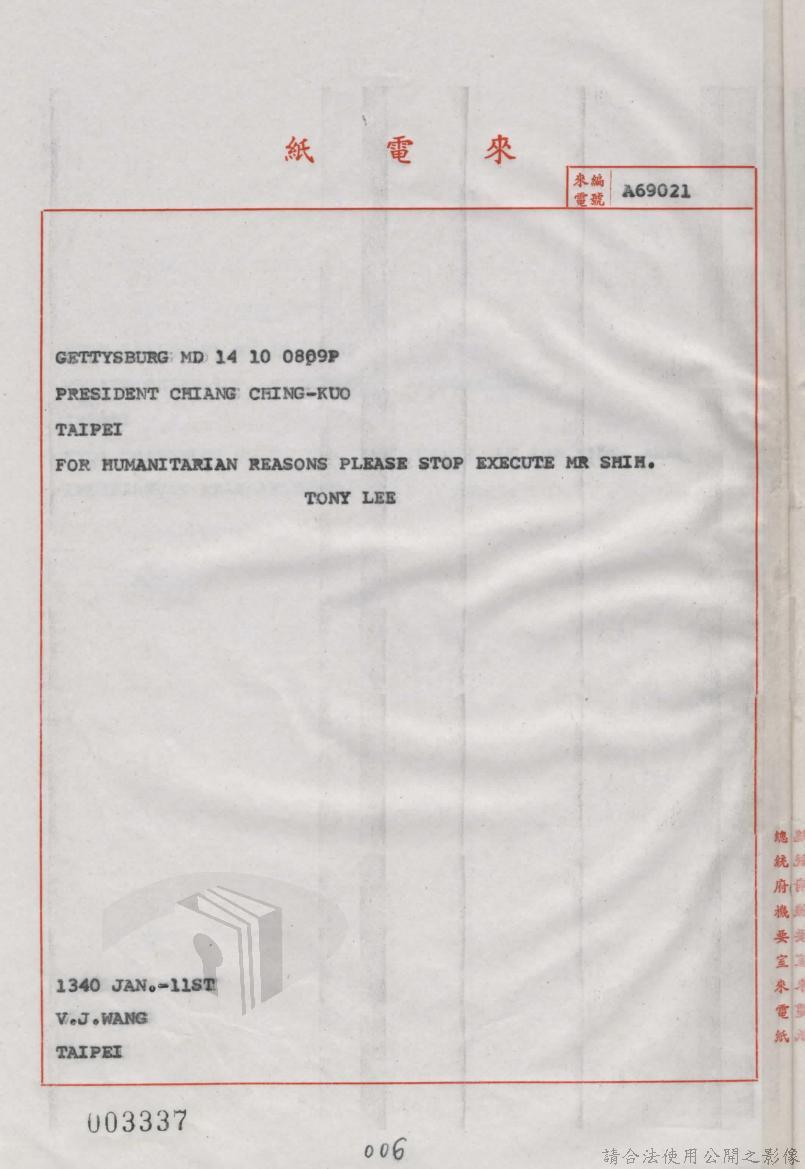 來電紙
來電編號 A69021
GETTYSBURG MD 14 10 0809P
PRESIDENT CHIANG CHING-KUO
TAIPEI
FOR HUMANITARIAN REASONS PLEASE STOP EXECUTE MR SHIH.
TONY LEE
1340 JAN.-11ST
V.J.WANG
TAIPEI
總統府機要室來電紙
003337
006
請合法使用公開之影像